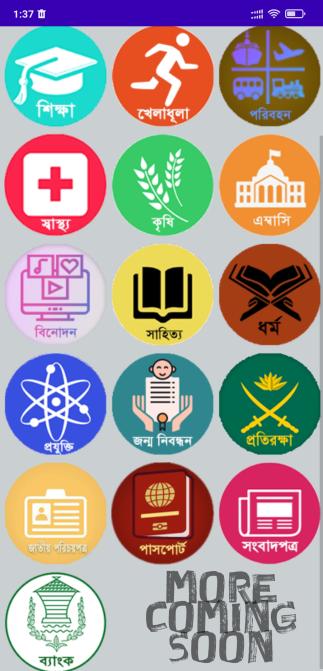 1:37
শিক্ষা
খেলাধূলা
পরিবহন
স্বাস্থ্য
কৃষি
এম্বাসি
বিনোদন
সাহিত্য
ধর্ম
প্রযুক্তি
জন্ম নিবন্ধন
প্রতিরক্ষা
জাতীয় পরিচয়পত্র
পাসপোর্ট
সংবাদপত্র
ব্যাংক
MORE
COMING
SOON